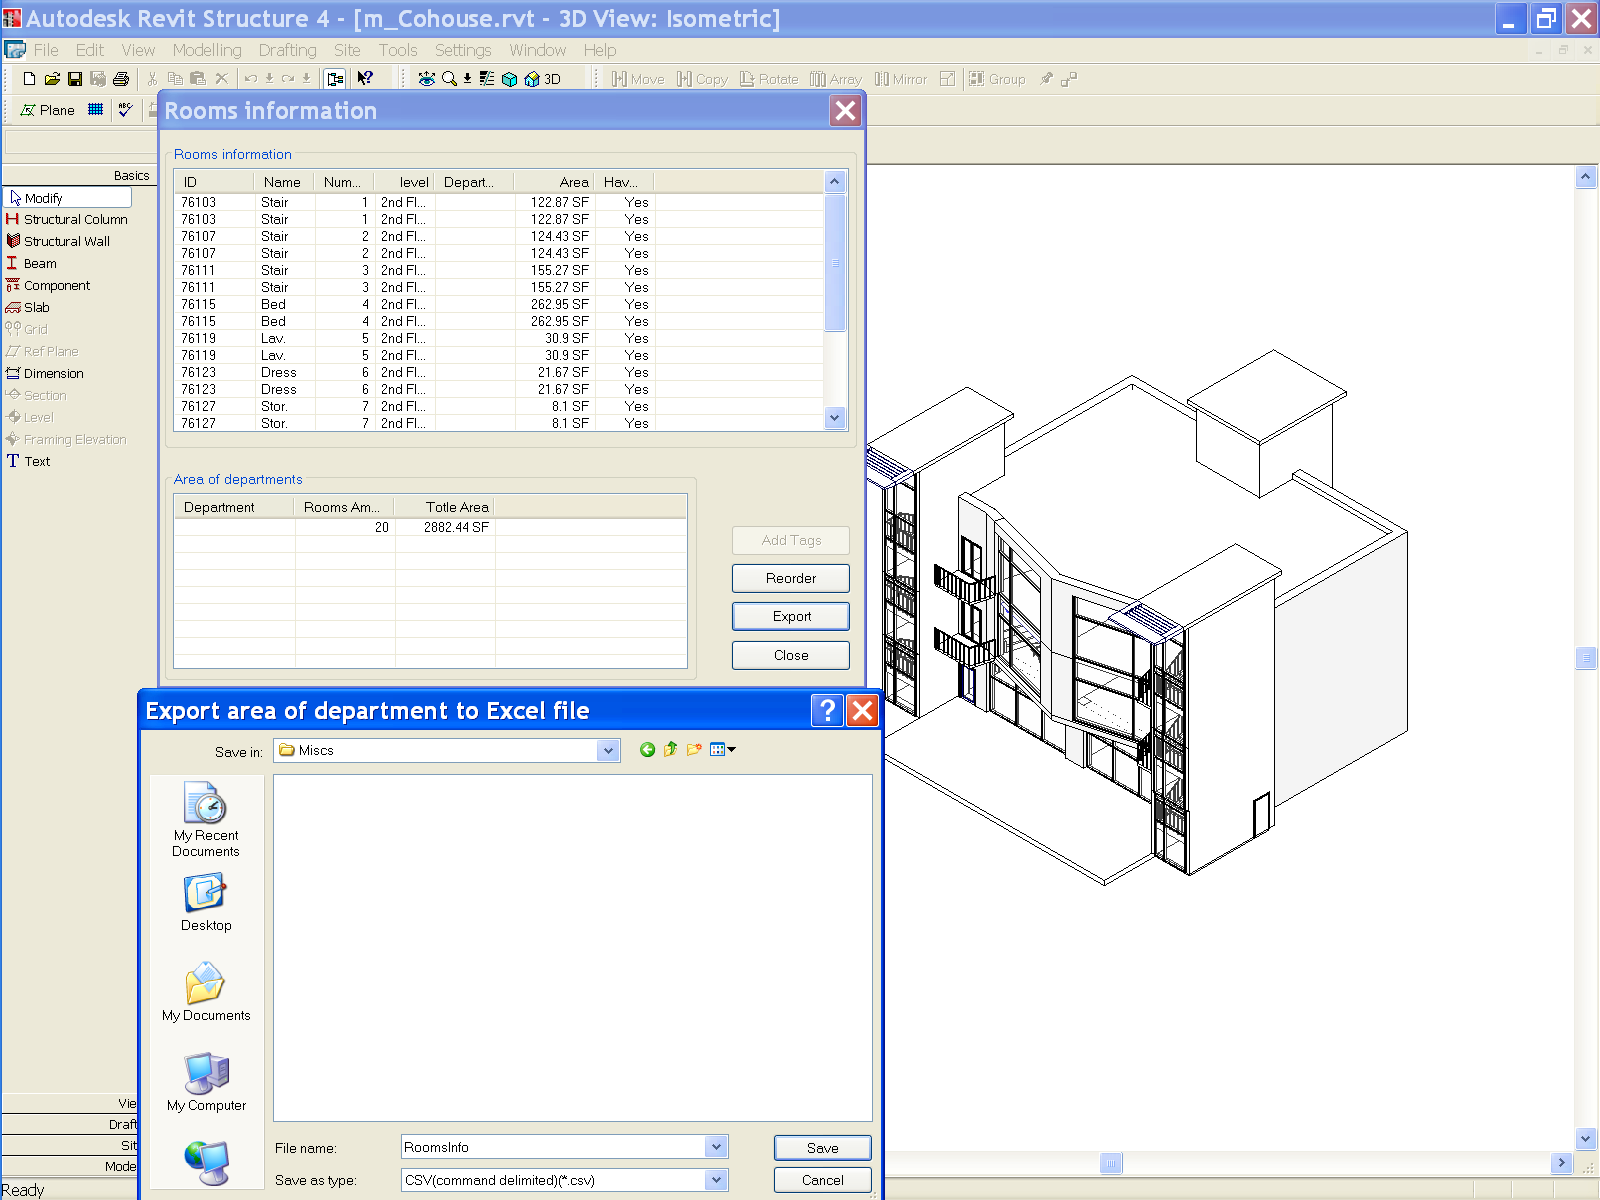 Autodesk Revit Structure 4 - [m_Cohouse.rvt - 3D View: Isometric]
File Edit View Modelling Drafting Site Tools Settings Window Help
3D Move Copy Rotate Array Mirror Group
Plane
Basics
Modify
Structural Column
Structural Wall
Beam
Component
Slab
Grid
Ref Plane
Dimension
Section
Level
Framing Elevation
Text
Vie
Draft
Sit
Mode
Ready
Rooms information
Rooms information
ID Name Num... level Depart... Area Hav...
76103 Stair 1 2nd Fl... 122.87 SF Yes
76103 Stair 1 2nd Fl... 122.87 SF Yes
76107 Stair 2 2nd Fl... 124.43 SF Yes
76107 Stair 2 2nd Fl... 124.43 SF Yes
76111 Stair 3 2nd Fl... 155.27 SF Yes
76111 Stair 3 2nd Fl... 155.27 SF Yes
76115 Bed 4 2nd Fl... 262.95 SF Yes
76115 Bed 4 2nd Fl... 262.95 SF Yes
76119 Lav. 5 2nd Fl... 30.9 SF Yes
76119 Lav. 5 2nd Fl... 30.9 SF Yes
76123 Dress 6 2nd Fl... 21.67 SF Yes
76123 Dress 6 2nd Fl... 21.67 SF Yes
76127 Stor. 7 2nd Fl... 8.1 SF Yes
76127 Stor. 7 2nd Fl... 8.1 SF Yes
Area of departments
Department Rooms Am... Totle Area
20 2882.44 SF
Add Tags
Reorder
Export
Close
Export area of department to Excel file
Save in: Miscs
My Recent
Documents
Desktop
My Documents
My Computer
File name: RoomsInfo Save
Save as type: CSV(command delimited)(*.csv) Cancel